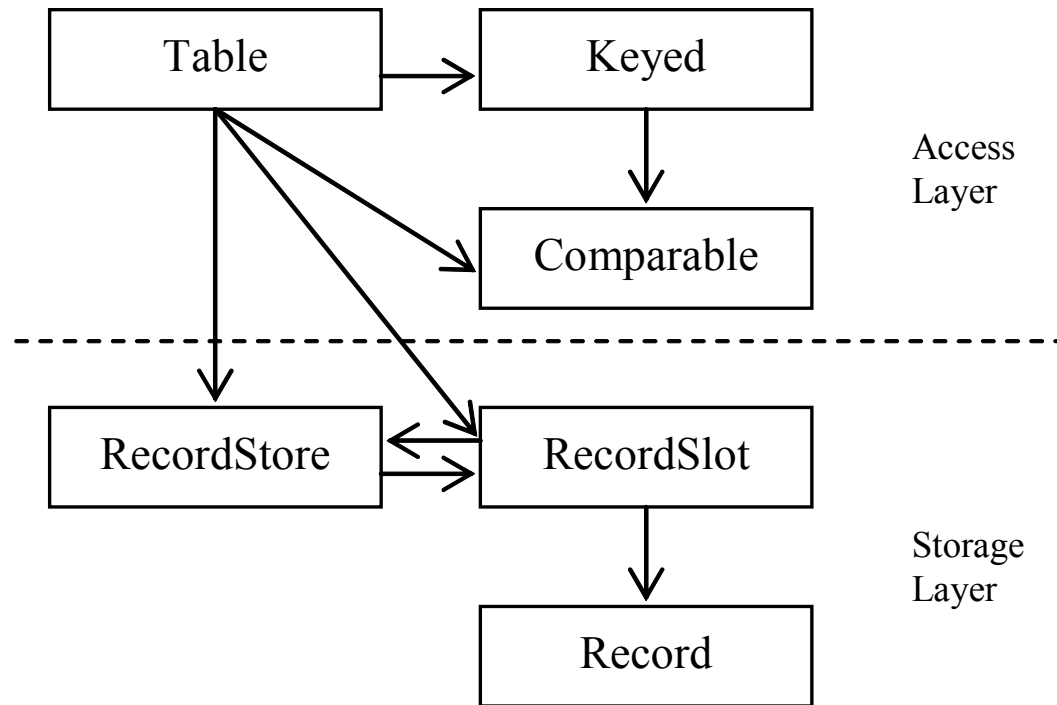 Table
Keyed
Access
Layer
Comparable
RecordStore
RecordSlot
Storage
Layer
Record